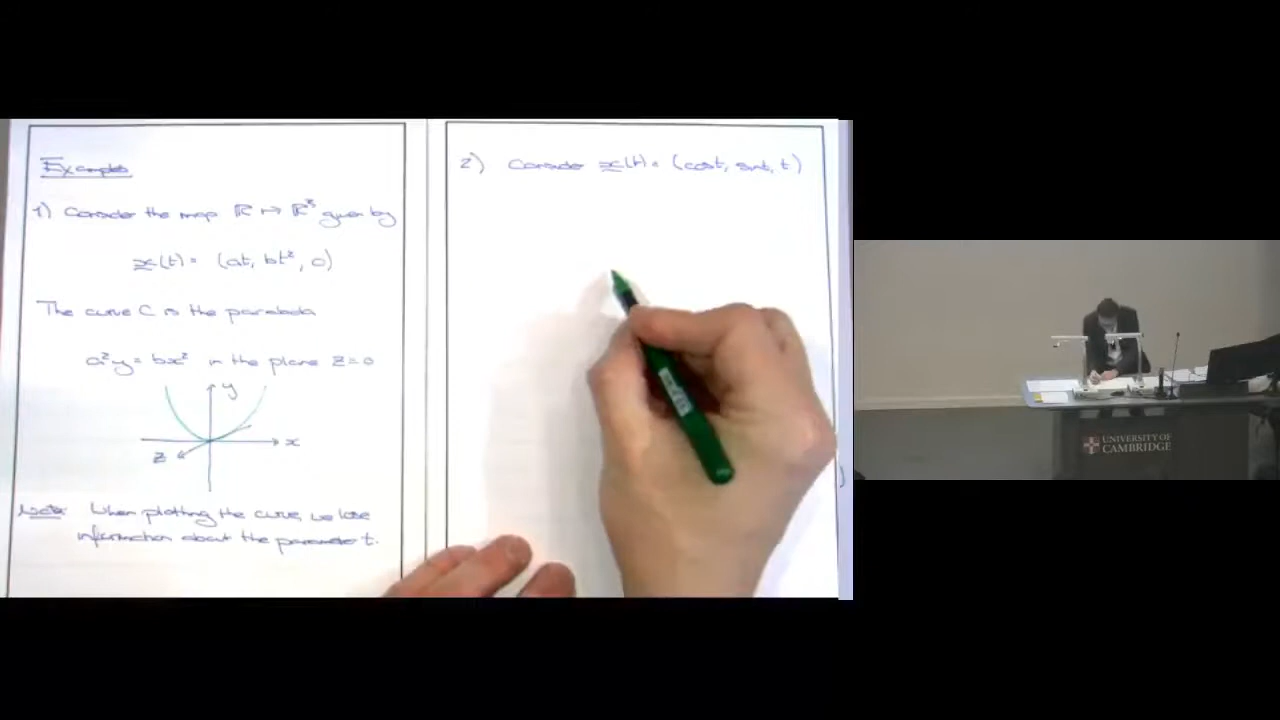 Examples
1) Consider the map ℝ ↦ ℝ³ given by
x(t) = (at, bt², 0)
The curve C is the parabola
a²y = bx² in the plane z=0
y
x
z
Note: When plotting the curve, we lose
information about the parameter t.
2) Consider x(t) = (cost, sint, t)
UNIVERSITY OF
CAMBRIDGE